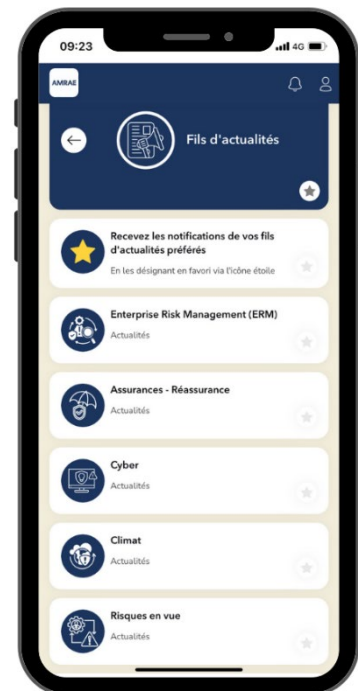 09:23
4G
AMRAE
Fils d'actualités
Recevez les notifications de vos fils
d'actualités préférés
En les désignant en favori via l'icône étoile
Enterprise Risk Management (ERM)
Actualités
Assurances - Réassurance
Actualités
Cyber
Actualités
Climat
Actualités
Risques en vue
Actualités